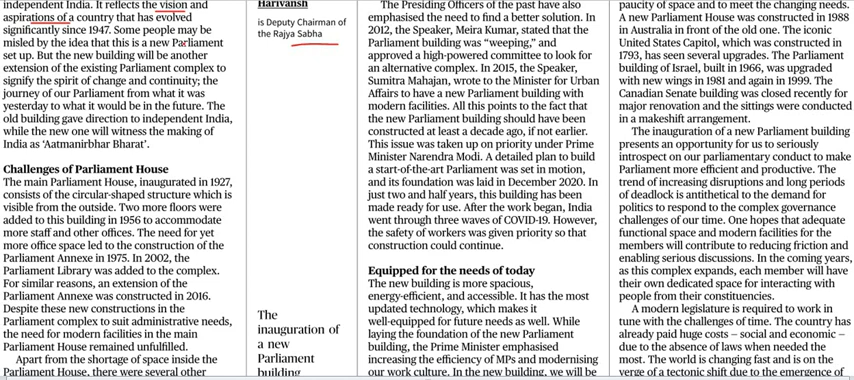 independent India. It reflects the vision and
aspirations of a country that has evolved
significantly since 1947. Some people may be
misled by the idea that this is a new Parliament
set up. But the new building will be another
extension of the existing Parliament complex to
signify the spirit of change and continuity; the
journey of our Parliament from what it was
yesterday to what it would be in the future. The
old building gave direction to independent India,
while the new one will witness the making of
India as ‘Aatmanirbhar Bharat’.
Challenges of Parliament House
The main Parliament House, inaugurated in 1927,
consists of the circular-shaped structure which is
visible from the outside. Two more floors were
added to this building in 1956 to accommodate
more staff and other offices. The need for yet
more office space led to the construction of the
Parliament Annexe in 1975. In 2002, the
Parliament Library was added to the complex.
For similar reasons, an extension of the
Parliament Annexe was constructed in 2016.
Despite these new constructions in the
Parliament complex to suit administrative needs,
the need for modern facilities in the main
Parliament House remained unfulfilled.
Apart from the shortage of space inside the
Parliament House, there were several other
Harivansh
is Deputy Chairman of
the Rajya Sabha
The
inauguration of
a new
Parliament
building
The Presiding Officers of the past have also
emphasised the need to find a better solution. In
2012, the Speaker, Meira Kumar, stated that the
Parliament building was “weeping,” and
approved a high-powered committee to look for
an alternative complex. In 2015, the Speaker,
Sumitra Mahajan, wrote to the Minister for Urban
Affairs to have a new Parliament building with
modern facilities. All this points to the fact that
the new Parliament building should have been
constructed at least a decade ago, if not earlier.
This issue was taken up on priority under Prime
Minister Narendra Modi. A detailed plan to build
a start-of-the-art Parliament was set in motion,
and its foundation was laid in December 2020. In
just two and half years, this building has been
made ready for use. After the work began, India
went through three waves of COVID-19. However,
the safety of workers was given priority so that
construction could continue.
Equipped for the needs of today
The new building is more spacious,
energy-efficient, and accessible. It has the most
updated technology, which makes it
well-equipped for future needs as well. While
laying the foundation of the new Parliament
building, the Prime Minister emphasised
increasing the efficiency of MPs and modernising
our work culture. In the new building, we will be
paucity of space and to meet the changing needs.
A new Parliament House was constructed in 1988
in Australia in front of the old one. The iconic
United States Capitol, which was constructed in
1793, has seen several upgrades. The Parliament
building of Israel, built in 1966, was upgraded
with new wings in 1981 and again in 1999. The
Canadian Senate building was closed recently for
major renovation and the sittings were conducted
in a makeshift arrangement.
The inauguration of a new Parliament building
presents an opportunity for us to seriously
introspect on our parliamentary conduct to make
Parliament more efficient and productive. The
trend of increasing disruptions and long periods
of deadlock is antithetical to the demand for
politics to respond to the complex governance
challenges of our time. One hopes that adequate
functional space and modern facilities for the
members will contribute to reducing friction and
enabling serious discussions. In the coming years,
as this complex expands, each member will have
their own dedicated space for interacting with
people from their constituencies.
A modern legislature is required to work in
tune with the challenges of time. The country has
already paid huge costs — social and economic —
due to the absence of laws when needed the
most. The world is changing fast and is on the
verge of a tectonic shift due to the emergence of